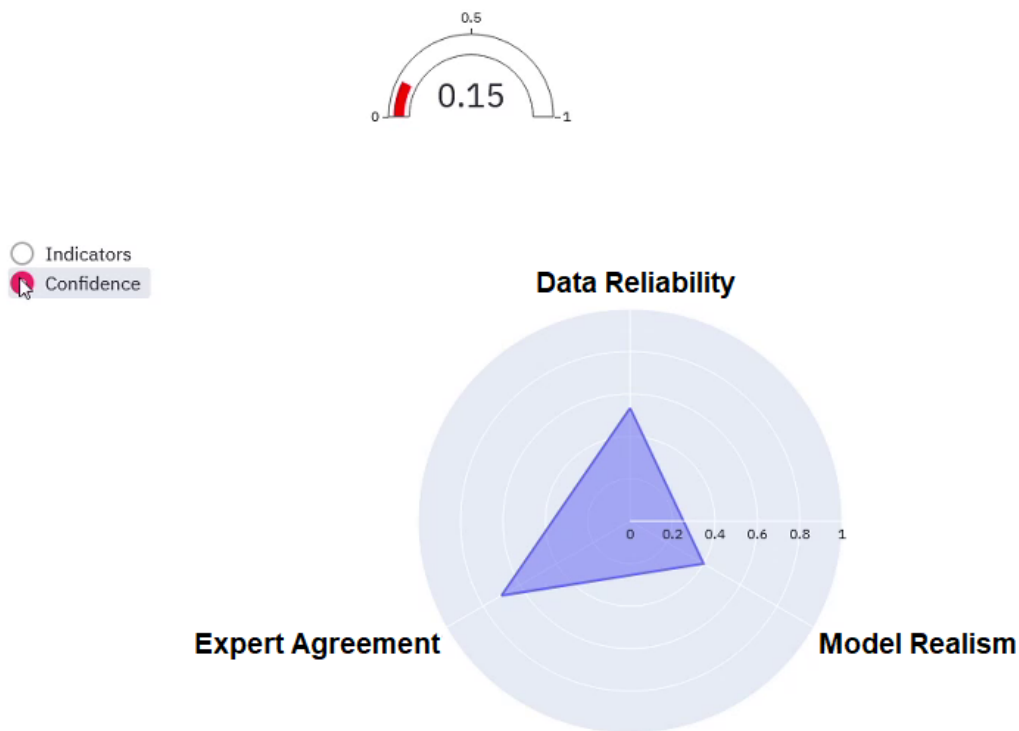 0.5
0.15
0
1
Indicators
Confidence
Data Reliability
0 0.2 0.4 0.6 0.8 1
Expert Agreement
Model Realism